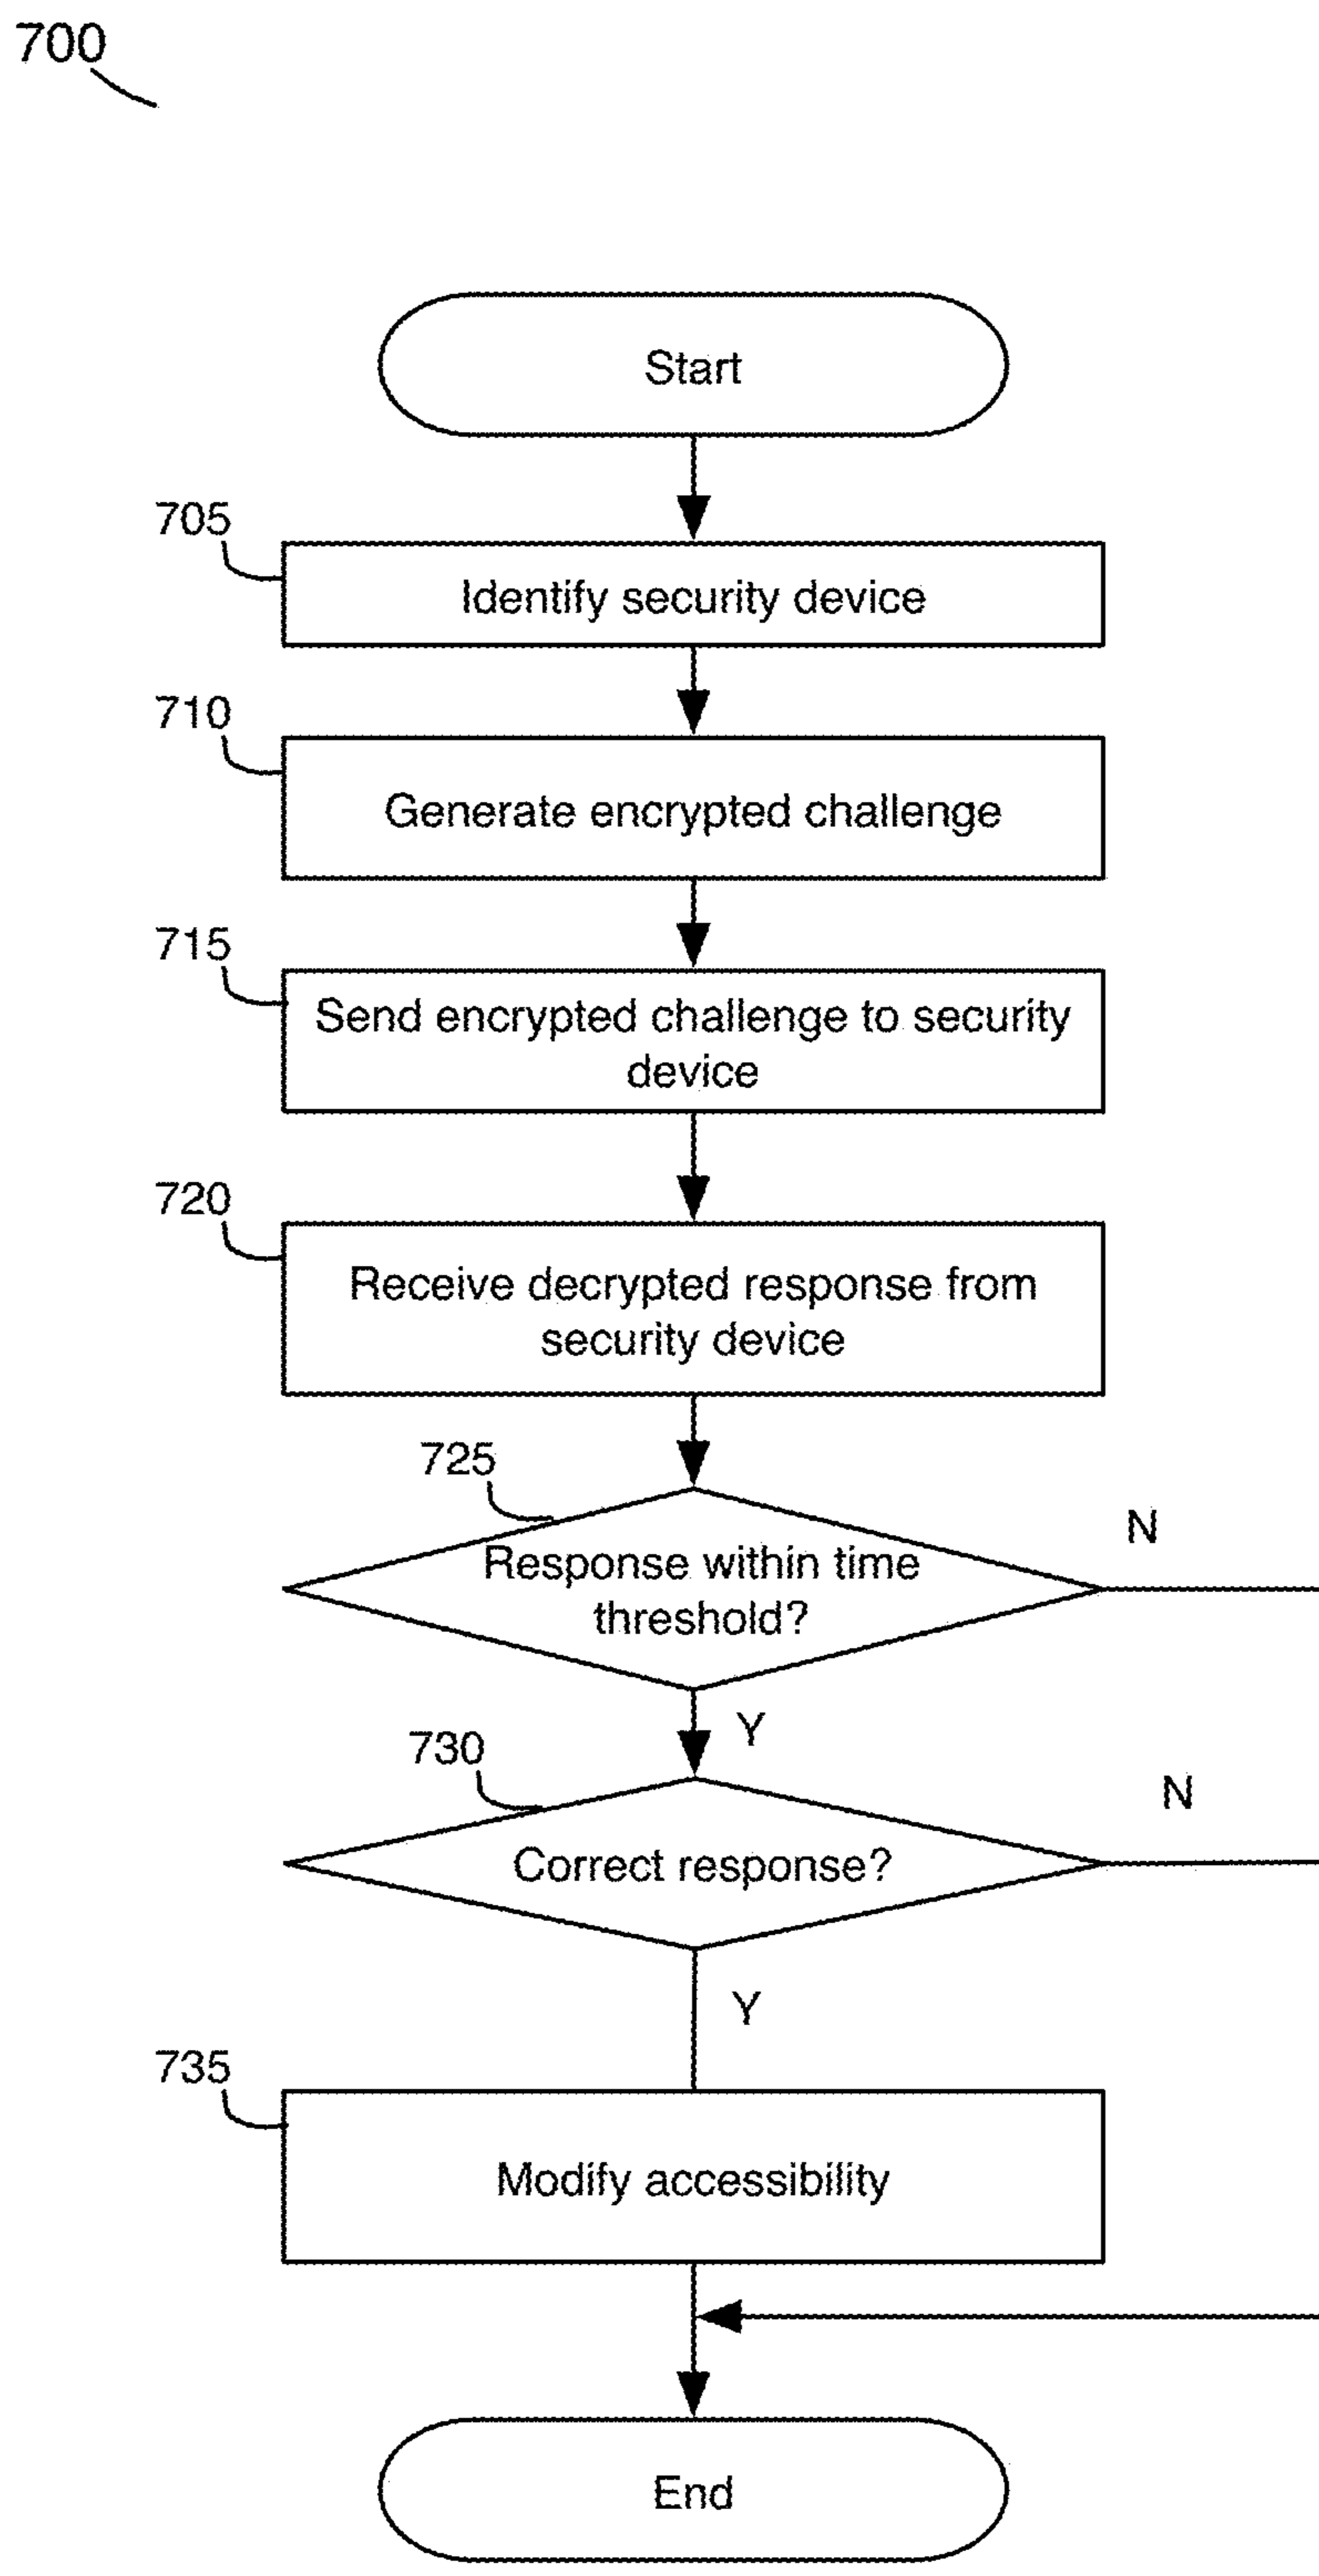 700
Start
705
Identify security device
710
Generate encrypted challenge
715
Send encrypted challenge to security
device
720
Receive decrypted response from
security device
725
N
Response within time
threshold?
Y
730
N
Correct response?
Y
735
Modify accessibility
End